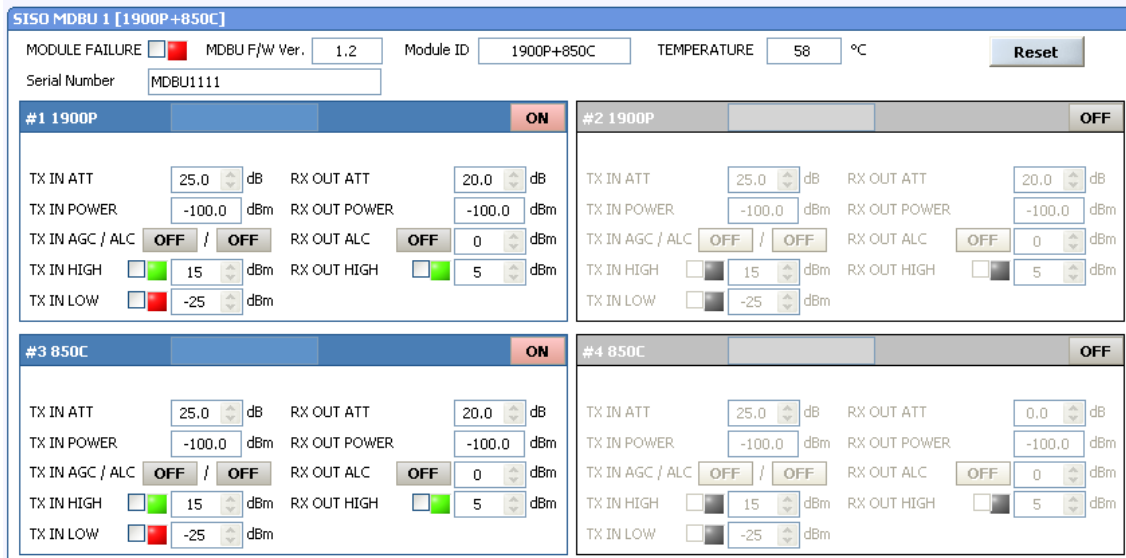 SISO MDBU 1 [1900P+850C]
MODULE FAILURE MDBU F/W Ver. 1.2 Module ID 1900P+850C TEMPERATURE 58 °C Reset
Serial Number MDBU1111
#1 1900P ON
TX IN ATT 25.0 dB RX OUT ATT 20.0 dB
TX IN POWER -100.0 dBm RX OUT POWER -100.0 dBm
TX IN AGC / ALC OFF / OFF RX OUT ALC OFF 0 dBm
TX IN HIGH 15 dBm RX OUT HIGH 5 dBm
TX IN LOW -25 dBm
#2 1900P OFF
TX IN ATT 25.0 dB RX OUT ATT 20.0 dB
TX IN POWER -100.0 dBm RX OUT POWER -100.0 dBm
TX IN AGC / ALC OFF / OFF RX OUT ALC OFF 0 dBm
TX IN HIGH 15 dBm RX OUT HIGH 5 dBm
TX IN LOW -25 dBm
#3 850C ON
TX IN ATT 25.0 dB RX OUT ATT 20.0 dB
TX IN POWER -100.0 dBm RX OUT POWER -100.0 dBm
TX IN AGC / ALC OFF / OFF RX OUT ALC OFF 0 dBm
TX IN HIGH 15 dBm RX OUT HIGH 5 dBm
TX IN LOW -25 dBm
#4 850C OFF
TX IN ATT 25.0 dB RX OUT ATT 0.0 dB
TX IN POWER -100.0 dBm RX OUT POWER -100.0 dBm
TX IN AGC / ALC OFF / OFF RX OUT ALC OFF 0 dBm
TX IN HIGH 15 dBm RX OUT HIGH 5 dBm
TX IN LOW -25 dBm